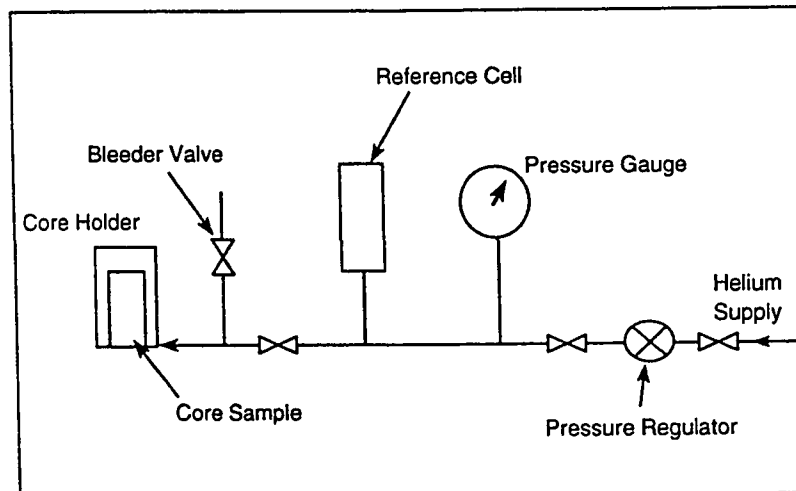 Reference Cell
Bleeder Valve
Pressure Gauge
Core Holder
Helium
Supply
Core Sample
Pressure Regulator